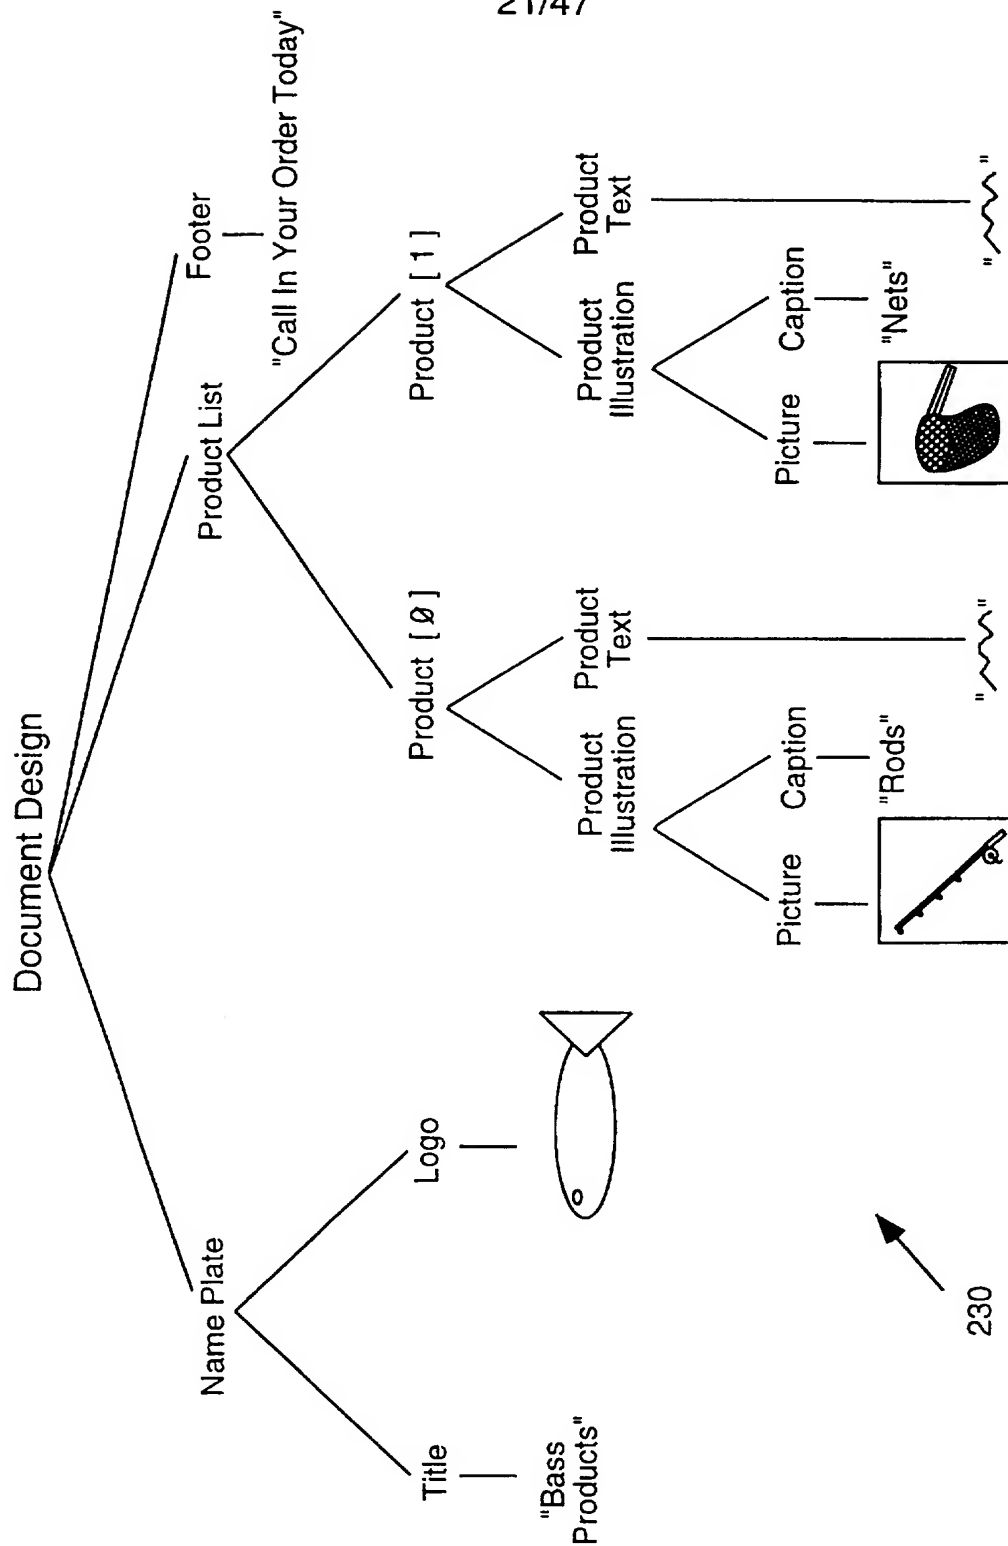 21/47
Document Design
Name Plate
Product List
Footer
"Call In Your Order Today"
Title
Logo
Product [0]
Product [1]
"Bass
Products"
Product
Illustration
Product
Text
Product
Illustration
Product
Text
Picture
Caption
Picture
Caption
"Rods"
"Nets"
" "
" "
230